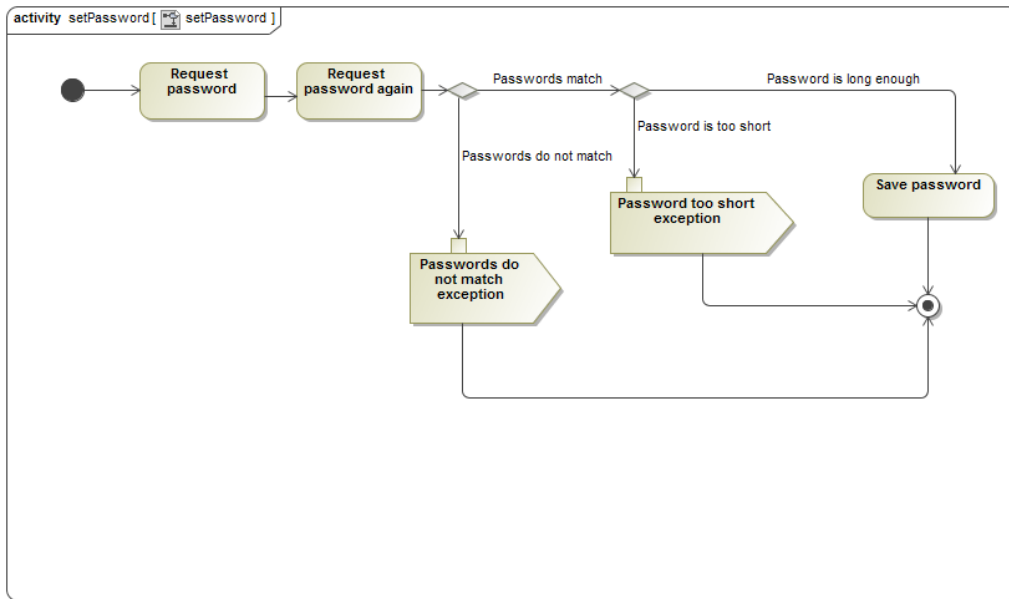 activity setPassword [ setPassword ]
Request
password
Request
password again
Passwords match
Password is long enough
Password is too short
Passwords do not match
Password too short
exception
Save password
Passwords do
not match
exception